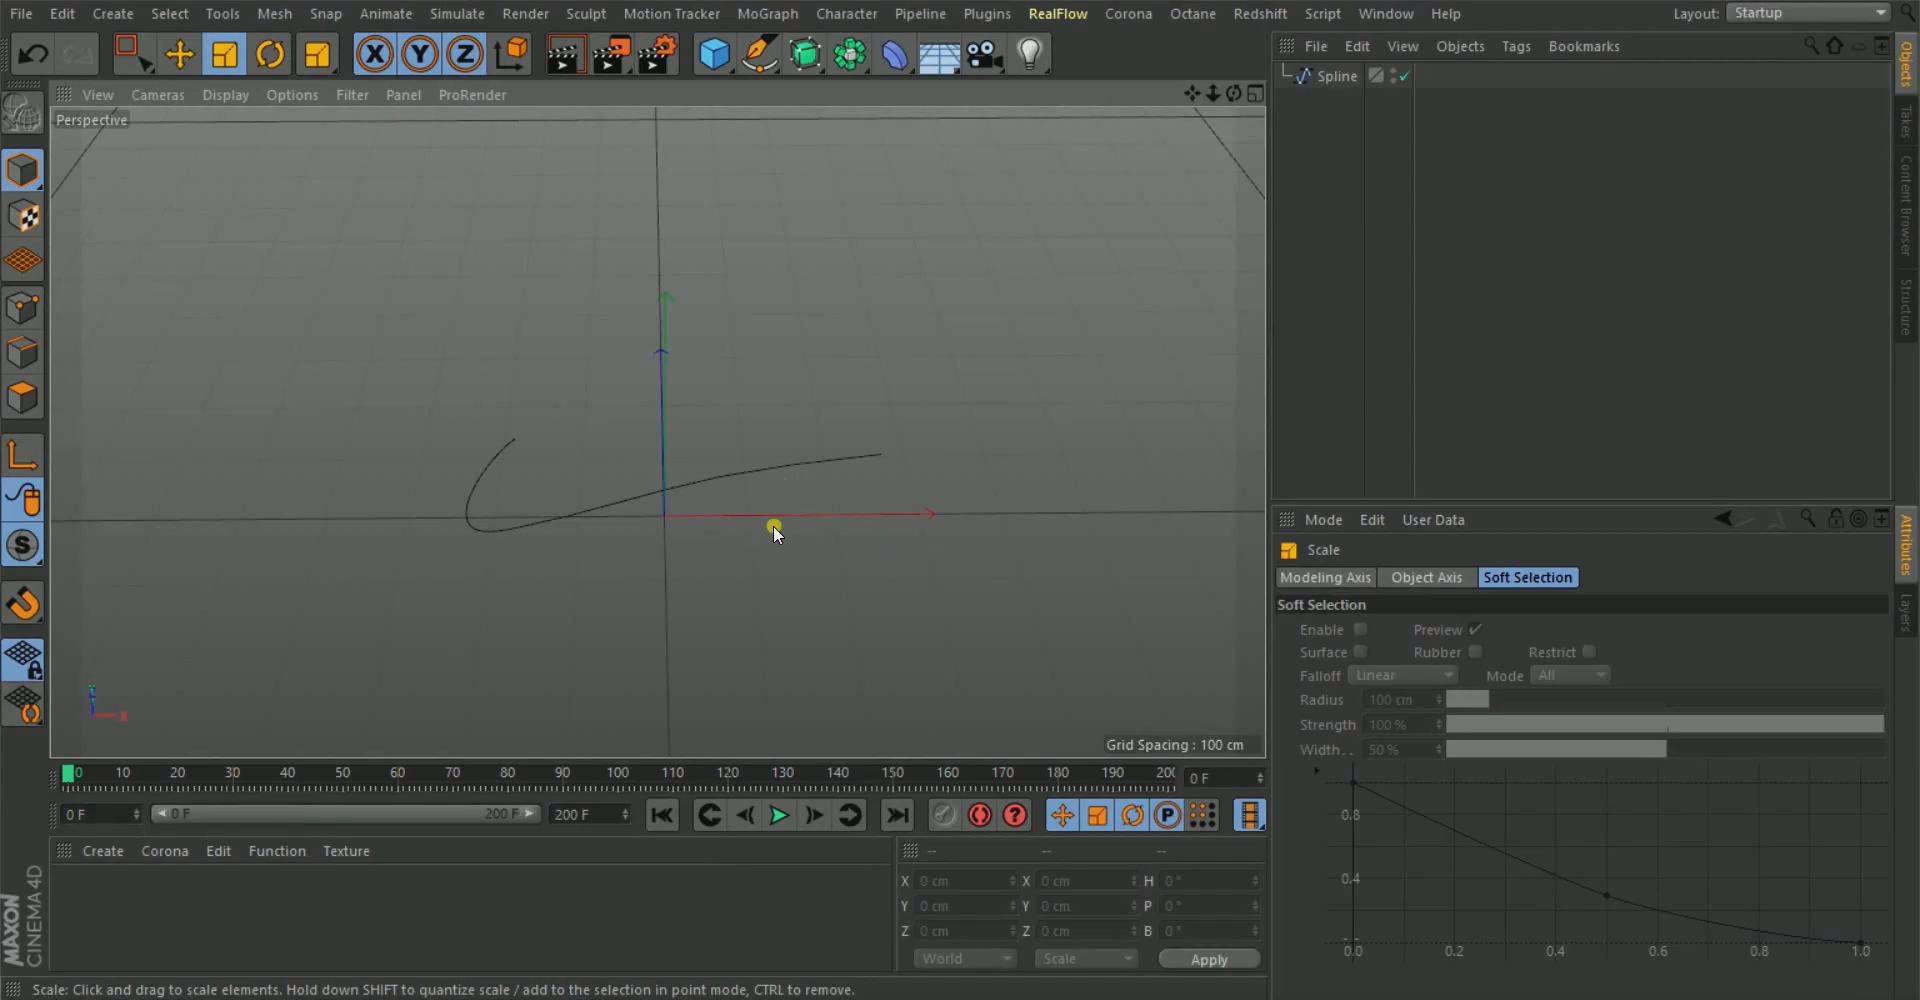 File Edit Create Select Tools Mesh Snap Animate Simulate Render Sculpt Motion Tracker MoGraph Character Pipeline Plugins RealFlow Corona Octane Redshift Script Window Help Layout: Startup
X Y Z
File Edit View Objects Tags Bookmarks
Spline
Objects
Takes
Content Browser
Structure
View Cameras Display Options Filter Panel ProRender
Perspective
X
Grid Spacing : 100 cm
S
0 10 20 30 40 50 60 70 80 90 100 110 120 130 140 150 160 170 180 190 200 0 F
0 F 0 F 200 F 200 F
P
Create Corona Edit Function Texture
-- -- --
X 0 cm X 0 cm H 0 °
Y 0 cm Y 0 cm P 0 °
Z 0 cm Z 0 cm B 0 °
World Scale Apply
Mode Edit User Data
Scale
Modeling Axis Object Axis Soft Selection
Soft Selection
Enable Preview
Surface Rubber Restrict
Falloff Linear Mode All
Radius 100 cm
Strength 100 %
Width . . 50 %
0.8
0.4
0.0 0.2 0.4 0.6 0.8 1.0
Attributes
Layers
MAXON
CINEMA 4D
Scale: Click and drag to scale elements. Hold down SHIFT to quantize scale / add to the selection in point mode, CTRL to remove.